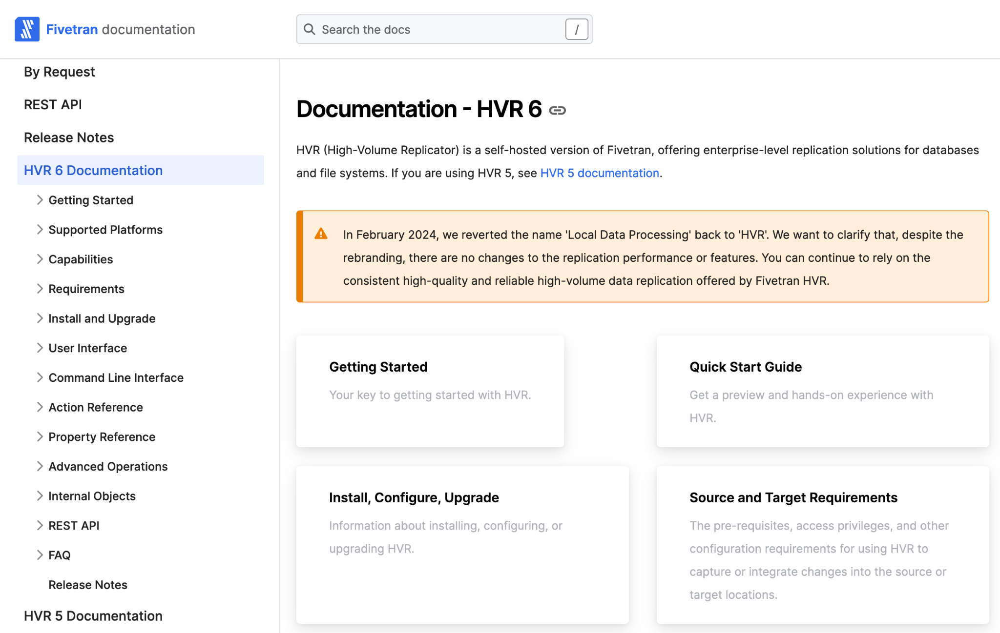 Fivetran documentation
Search the docs
/
By Request
REST API
Release Notes
HVR 6 Documentation
Getting Started
Supported Platforms
Capabilities
Requirements
Install and Upgrade
User Interface
Command Line Interface
Action Reference
Property Reference
Advanced Operations
Internal Objects
REST API
FAQ
Release Notes
HVR 5 Documentation
Documentation - HVR 6
HVR (High-Volume Replicator) is a self-hosted version of Fivetran, offering enterprise-level replication solutions for databases
and file systems. If you are using HVR 5, see HVR 5 documentation.
In February 2024, we reverted the name 'Local Data Processing' back to 'HVR'. We want to clarify that, despite the
rebranding, there are no changes to the replication performance or features. You can continue to rely on the
consistent high-quality and reliable high-volume data replication offered by Fivetran HVR.
Getting Started
Your key to getting started with HVR.
Quick Start Guide
Get a preview and hands-on experience with
HVR.
Install, Configure, Upgrade
Information about installing, configuring, or
upgrading HVR.
Source and Target Requirements
The pre-requisites, access privileges, and other
configuration requirements for using HVR to
capture or integrate changes into the source or
target locations.